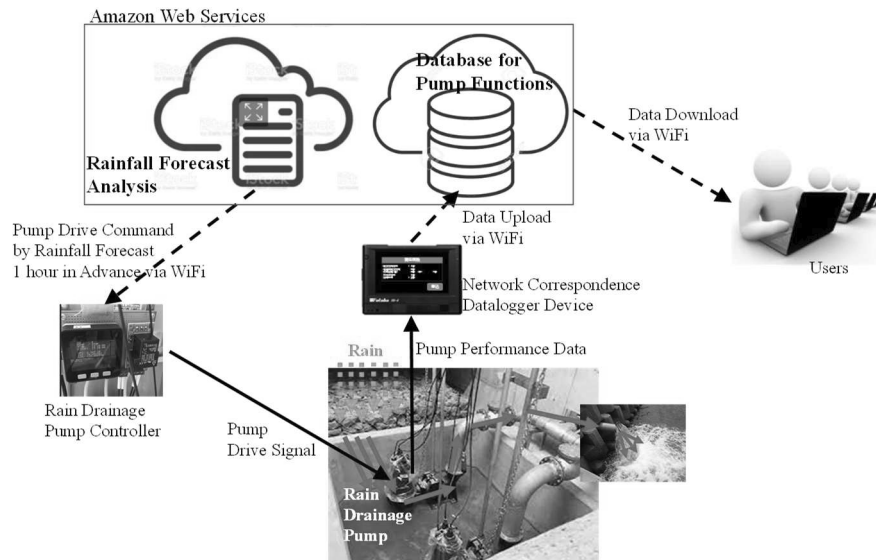 Amazon Web Services
Database for
Pump Functions
Rainfall Forecast
Analysis
iStock
Data Download
via WiFi
Users
Pump Drive Command
by Rainfall Forecast
1 hour in Advance via WiFi
Data Upload
via WiFi
Network Correspondence
Datalogger Device
Rain
Pump Performance Data
Rain Drainage
Pump Controller
Pump
Drive Signal
Rain
Drainage
Pump